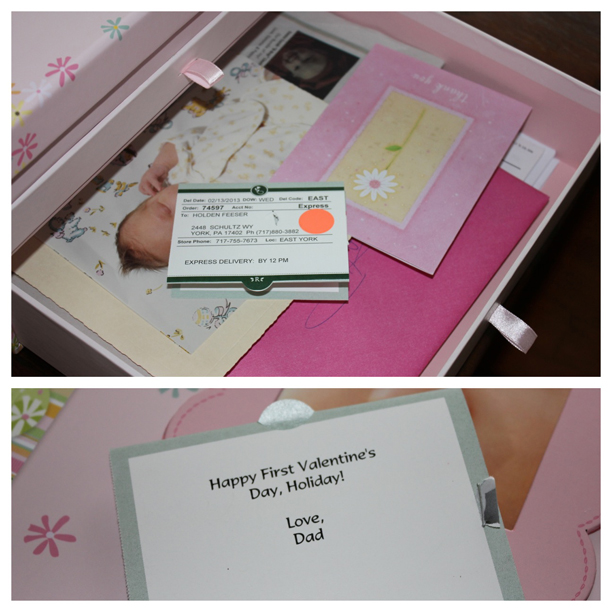 Thank you
Del Date: 02/13/2013 DOW: WED Del Code: EAST
Order: 74597 Acct No: Express
To: HOLDEN FEESER
2448 SCHULTZ WY
YORK, PA 17402 Ph (717)880-3882
Store Phone: 717-755-7673 Loc: EAST YORK
EXPRESS DELIVERY: BY 12 PM
Happy First Valentine's
Day, Holiday!
Love,
Dad